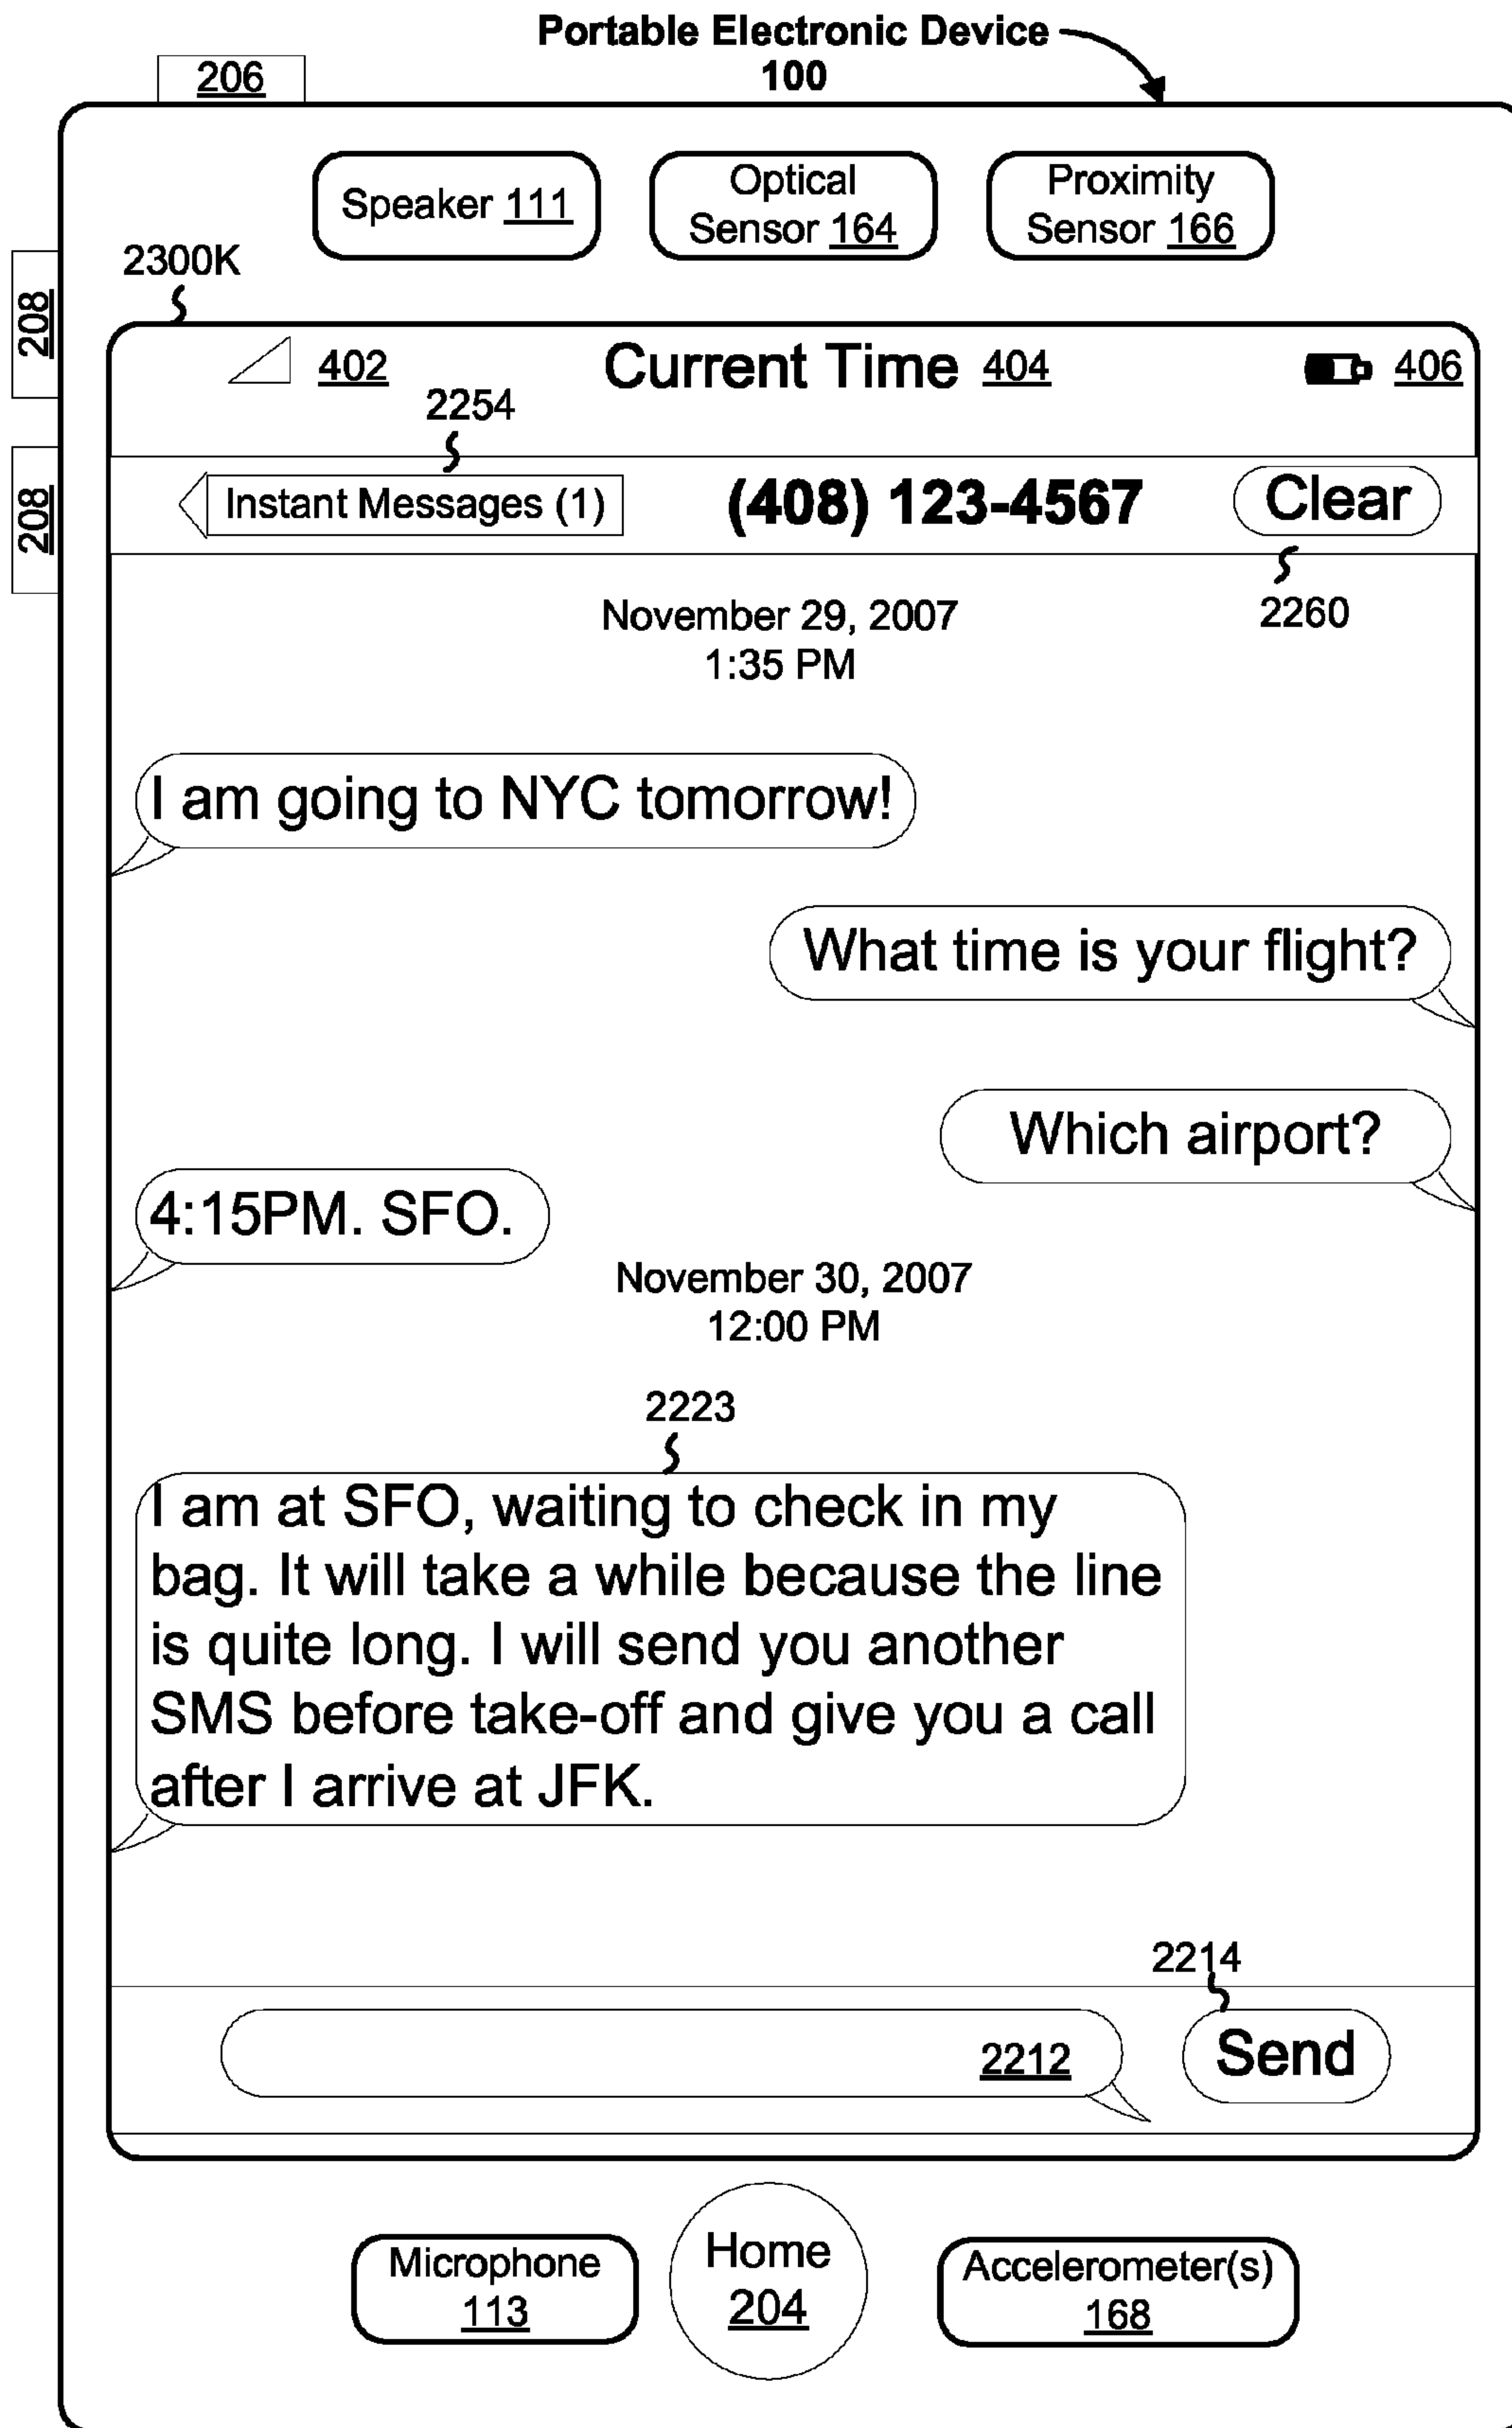 Portable Electronic Device
100
206
Speaker 111
Optical
Sensor 164
Proximity
Sensor 166
2300K
208
402
Current Time 404
406
2254
Instant Messages (1)
(408) 123-4567
Clear
208
2260
November 29, 2007
1:35 PM
I am going to NYC tomorrow!
What time is your flight?
Which airport?
4:15PM. SFO.
November 30, 2007
12:00 PM
2223
I am at SFO, waiting to check in my
bag. It will take a while because the line
is quite long. I will send you another
SMS before take-off and give you a call
after I arrive at JFK.
2214
2212
Send
Microphone
113
Home
204
Accelerometer(s)
168